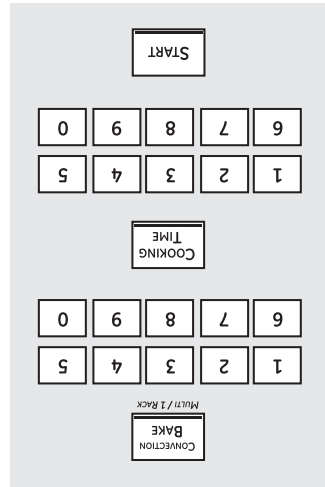 CONVECTION
BAKE
MULTI / 1 RACK
1 2 3 4 5
6 7 8 9 0
COOKING
TIME
1 2 3 4 5
6 7 8 9 0
START